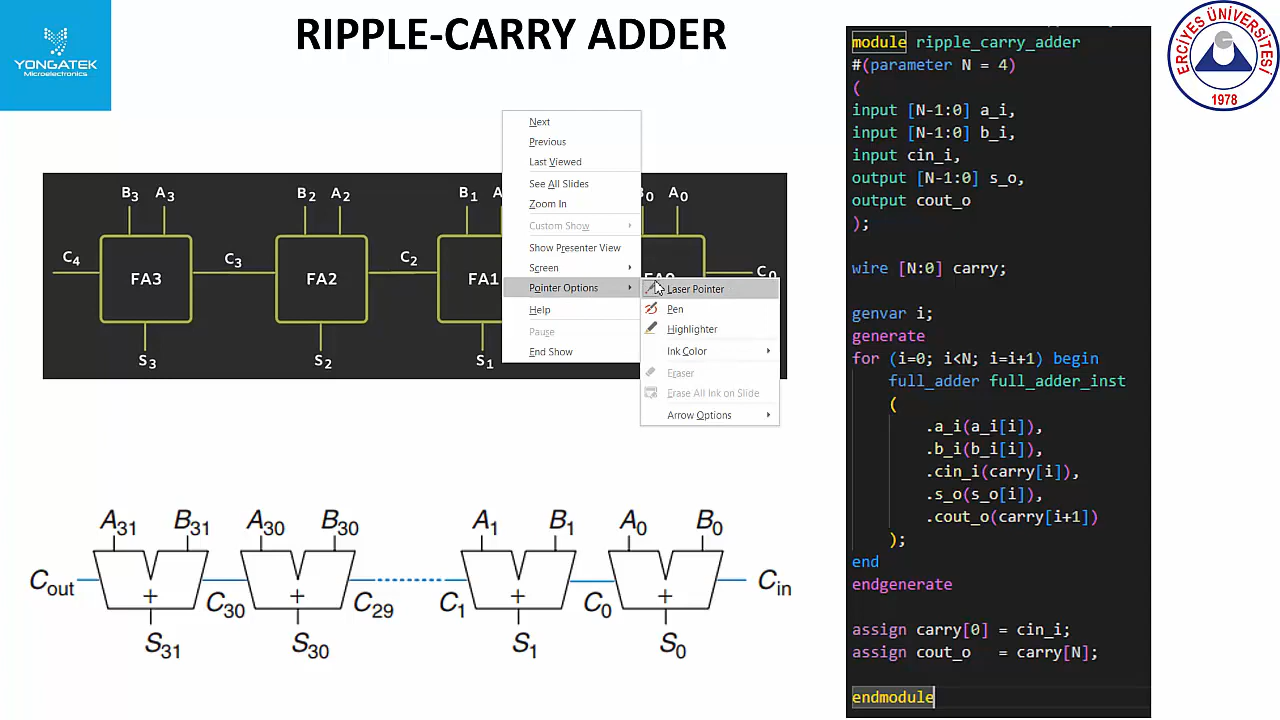 YONGATEK
Microelectronics
RIPPLE-CARRY ADDER
ERCİYES ÜNİVERSİTESİ
1978
B3 A3
B2 A2
B1
A0
C4
FA3
C3
FA2
C2
FA1
C0
S3
S2
S1
Next
Previous
Last Viewed
See All Slides
Zoom In
Custom Show
Show Presenter View
Screen
Pointer Options
Help
Pause
End Show
Laser Pointer
Pen
Highlighter
Ink Color
Eraser
Erase All Ink on Slide
Arrow Options
A31 B31 A30 B30 A1 B1 A0 B0
Cout + C30 + C29 C1 + C0 + Cin
S31 S30 S1 S0
module ripple_carry_adder
#(parameter N = 4)
(
input [N-1:0] a_i,
input [N-1:0] b_i,
input cin_i,
output [N-1:0] s_o,
output cout_o
);
wire [N:0] carry;
genvar i;
generate
for (i=0; i<N; i=i+1) begin
full_adder full_adder_inst
(
.a_i(a_i[i]),
.b_i(b_i[i]),
.cin_i(carry[i]),
.s_o(s_o[i]),
.cout_o(carry[i+1])
);
end
endgenerate
assign carry[0] = cin_i;
assign cout_o = carry[N];
endmodule